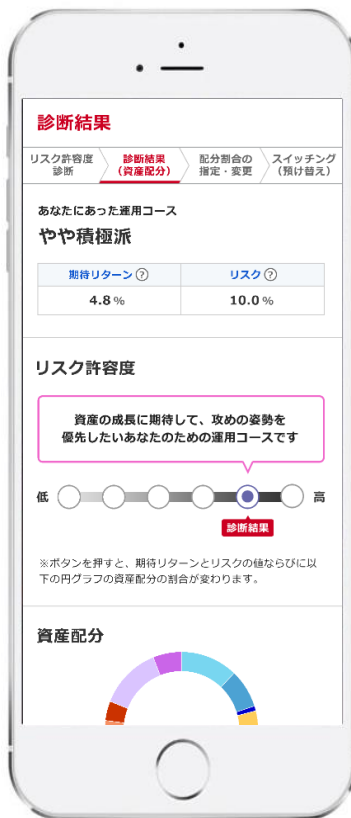 診断結果
リスク許容度
診断
診断結果
(資産配分)
配分割合の
指定・変更
スイッチング
(預け替え)
あなたにあった運用コース
やや積極派
期待リターン ?
リスク ?
4.8 %
10.0 %
リスク許容度
資産の成長に期待して、攻めの姿勢を
優先したいあなたのための運用コースです
低
高
診断結果
※ボタンを押すと、期待リターンとリスクの値ならびに以
下の円グラフの資産配分の割合が変わります。
資産配分